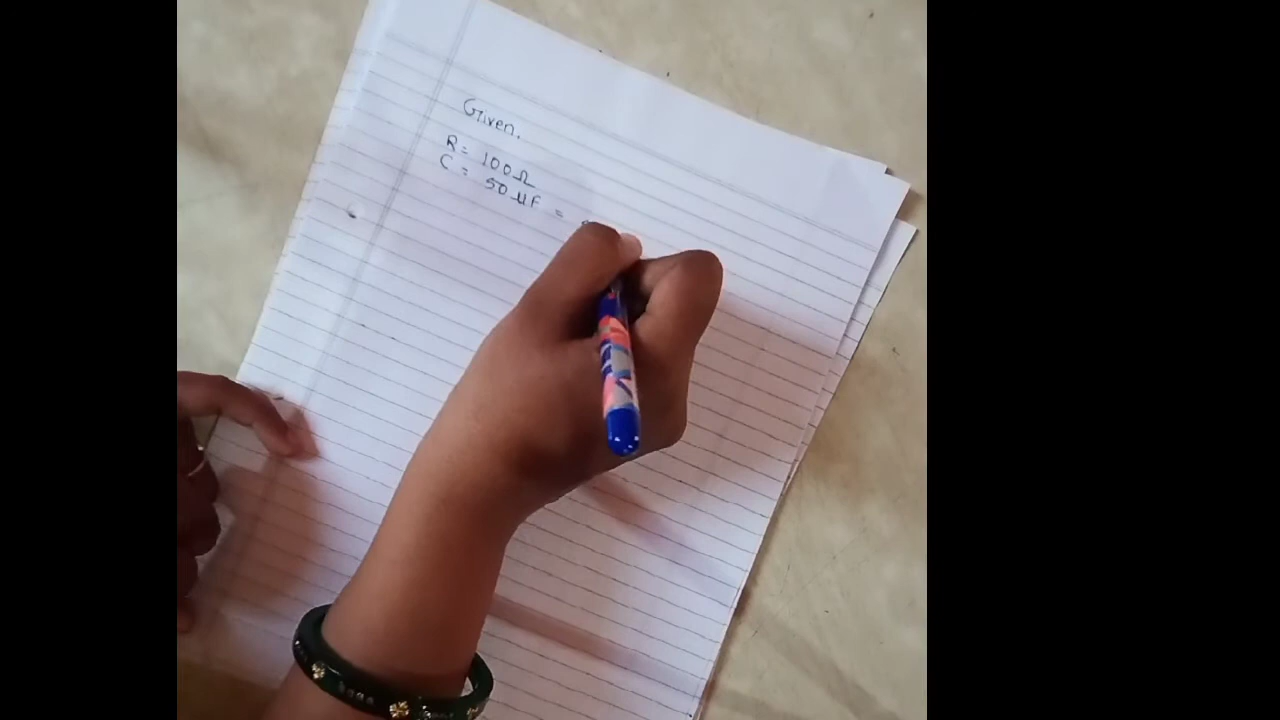 Given.
R = 100Ω
C = 50 μF =